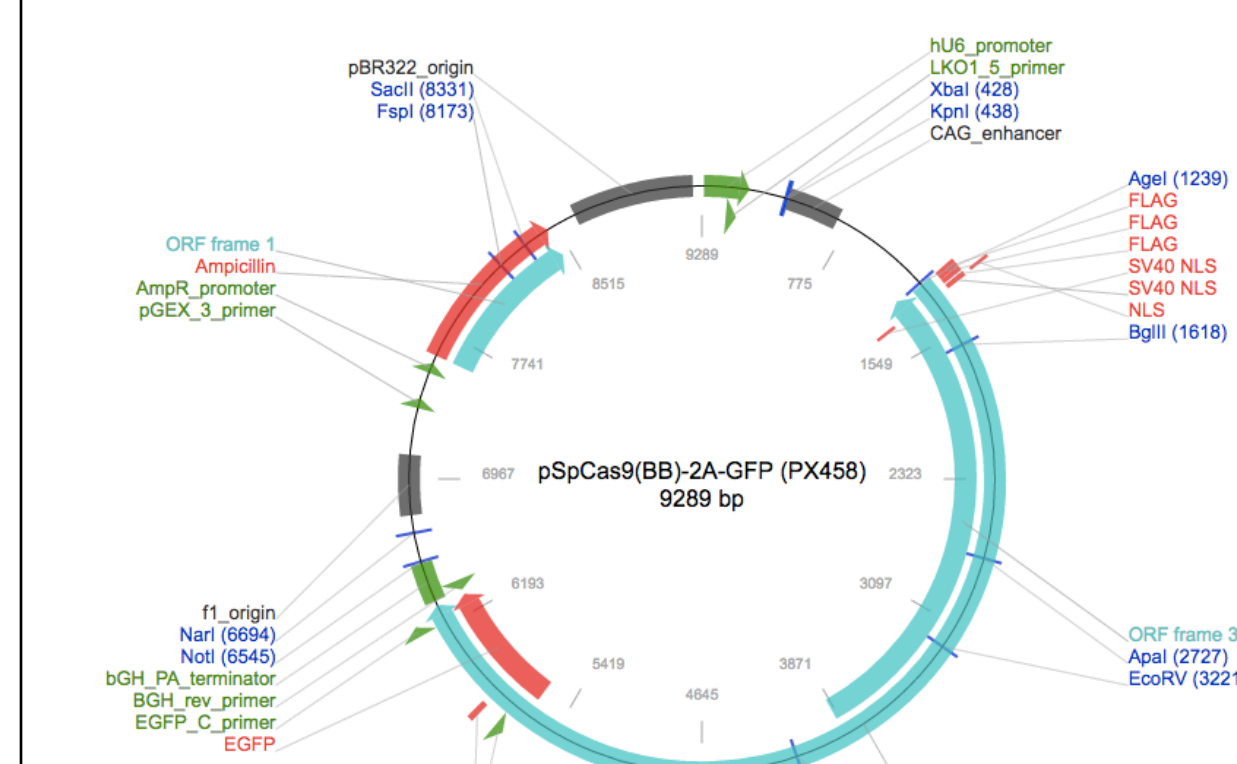 hU6_promoter
LKO1_5_primer
XbaI (428)
KpnI (438)
CAG_enhancer
pBR322_origin
SacII (8331)
FspI (8173)
AgeI (1239)
FLAG
FLAG
FLAG
SV40 NLS
SV40 NLS
NLS
BglII (1618)
ORF frame 1
Ampicillin
AmpR_promoter
pGEX_3_primer
9289
8515
775
7741
1549
6967
pSpCas9(BB)-2A-GFP (PX458)
9289 bp
2323
6193
3097
5419
3871
4645
f1_origin
NarI (6694)
NotI (6545)
bGH_PA_terminator
BGH_rev_primer
EGFP_C_primer
EGFP
ORF frame 3
ApaI (2727)
EcoRV (3221